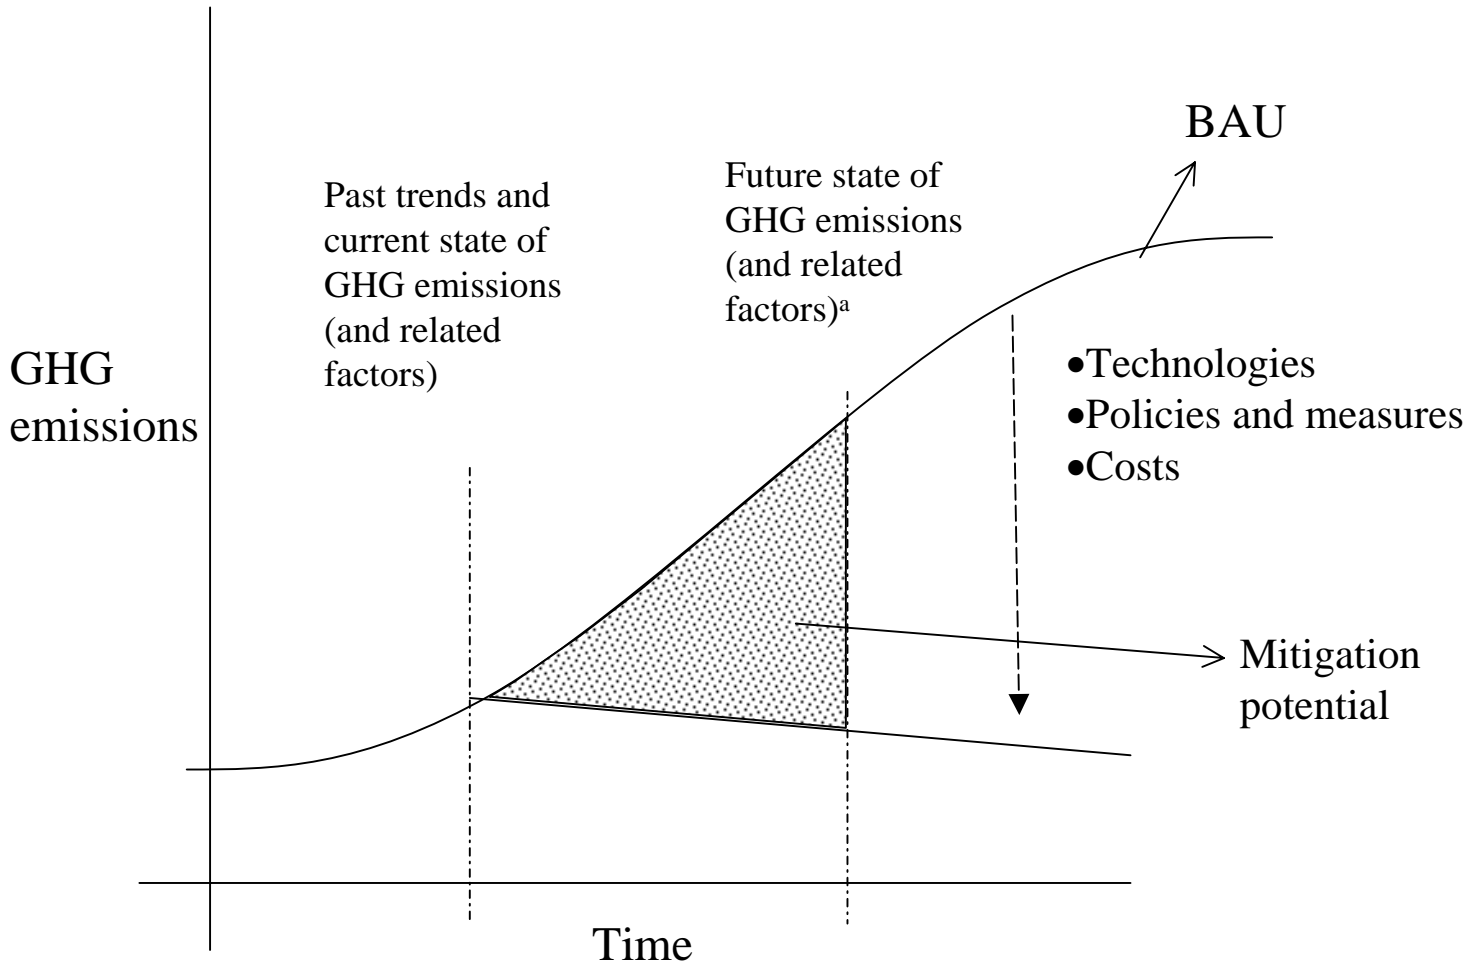 BAU
Past trends and
current state of
GHG emissions
(and related
factors)
Future state of
GHG emissions
(and related
factors)ᵃ
GHG
emissions
•Technologies
•Policies and measures
•Costs
Mitigation
potential
Time